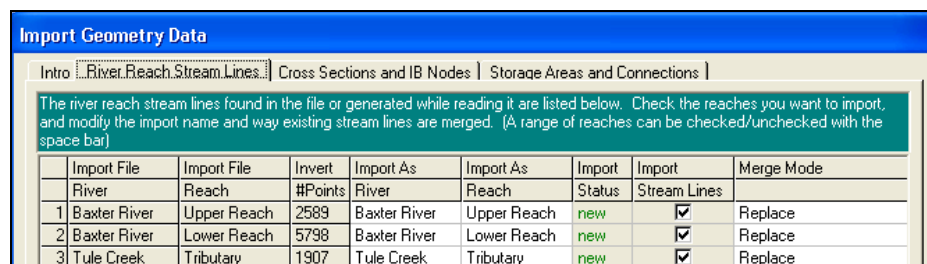 Import Geometry Data
Intro River Reach Stream Lines Cross Sections and IB Nodes Storage Areas and Connections
The river reach stream lines found in the file or generated while reading it are listed below. Check the reaches you want to import,
and modify the import name and way existing stream lines are merged. (A range of reaches can be checked/unchecked with the
space bar)
Import File Import File Invert Import As Import As Import Import Merge Mode
River Reach #Points River Reach Status Stream Lines
1 Baxter River Upper Reach 2589 Baxter River Upper Reach new Replace
2 Baxter River Lower Reach 5798 Baxter River Lower Reach new Replace
3 Tule Creek Tributary 1907 Tule Creek Tributary new Replace